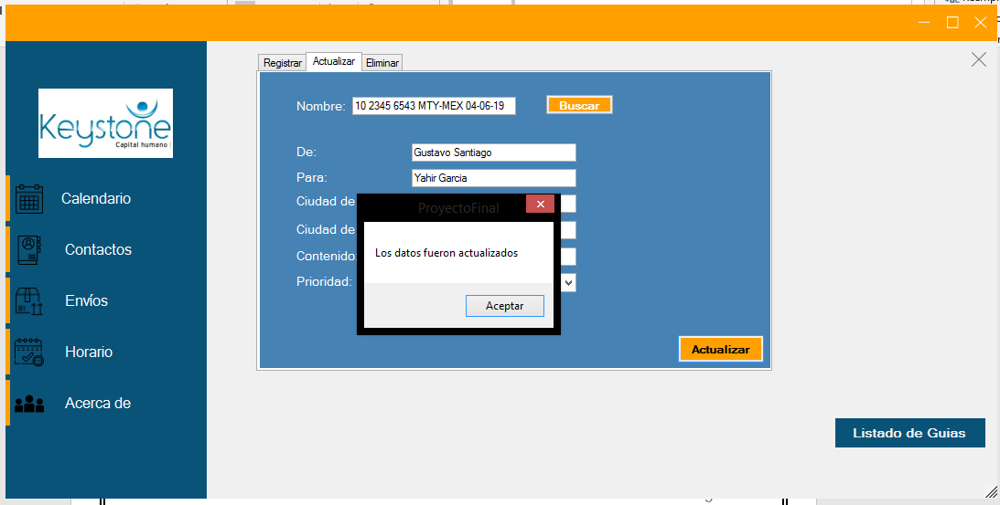 Registrar Actualizar Eliminar
Nombre: 10 2345 6543 MTY-MEX 04-06-19 Buscar
De: Gustavo Santiago
Para: Yahir Garcia
Ciudad de
Ciudad de
Contenido:
Prioridad:
ProyectoFinal
Los datos fueron actualizados
Aceptar
Actualizar
Listado de Guias
Keystone
Capital humano
Calendario
Contactos
Envíos
Horario
Acerca de